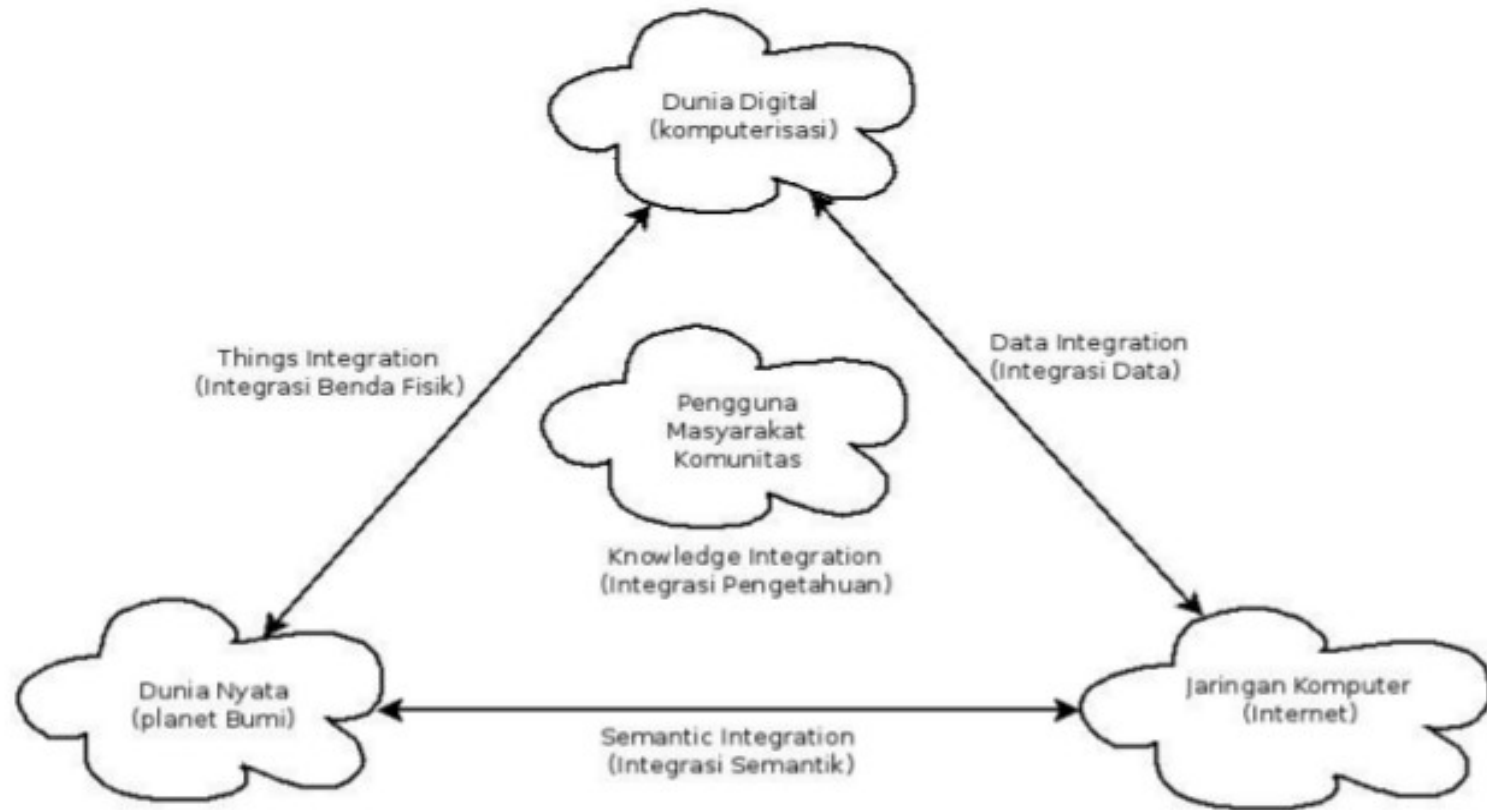 Dunia Digital
(komputerisasi)
Things Integration
(Integrasi Benda Fisik)
Data Integration
(Integrasi Data)
Pengguna
Masyarakat
Komunitas
Knowledge Integration
(Integrasi Pengetahuan)
Dunia Nyata
(planet Bumi)
Jaringan Komputer
(Internet)
Semantic Integration
(Integrasi Semantik)